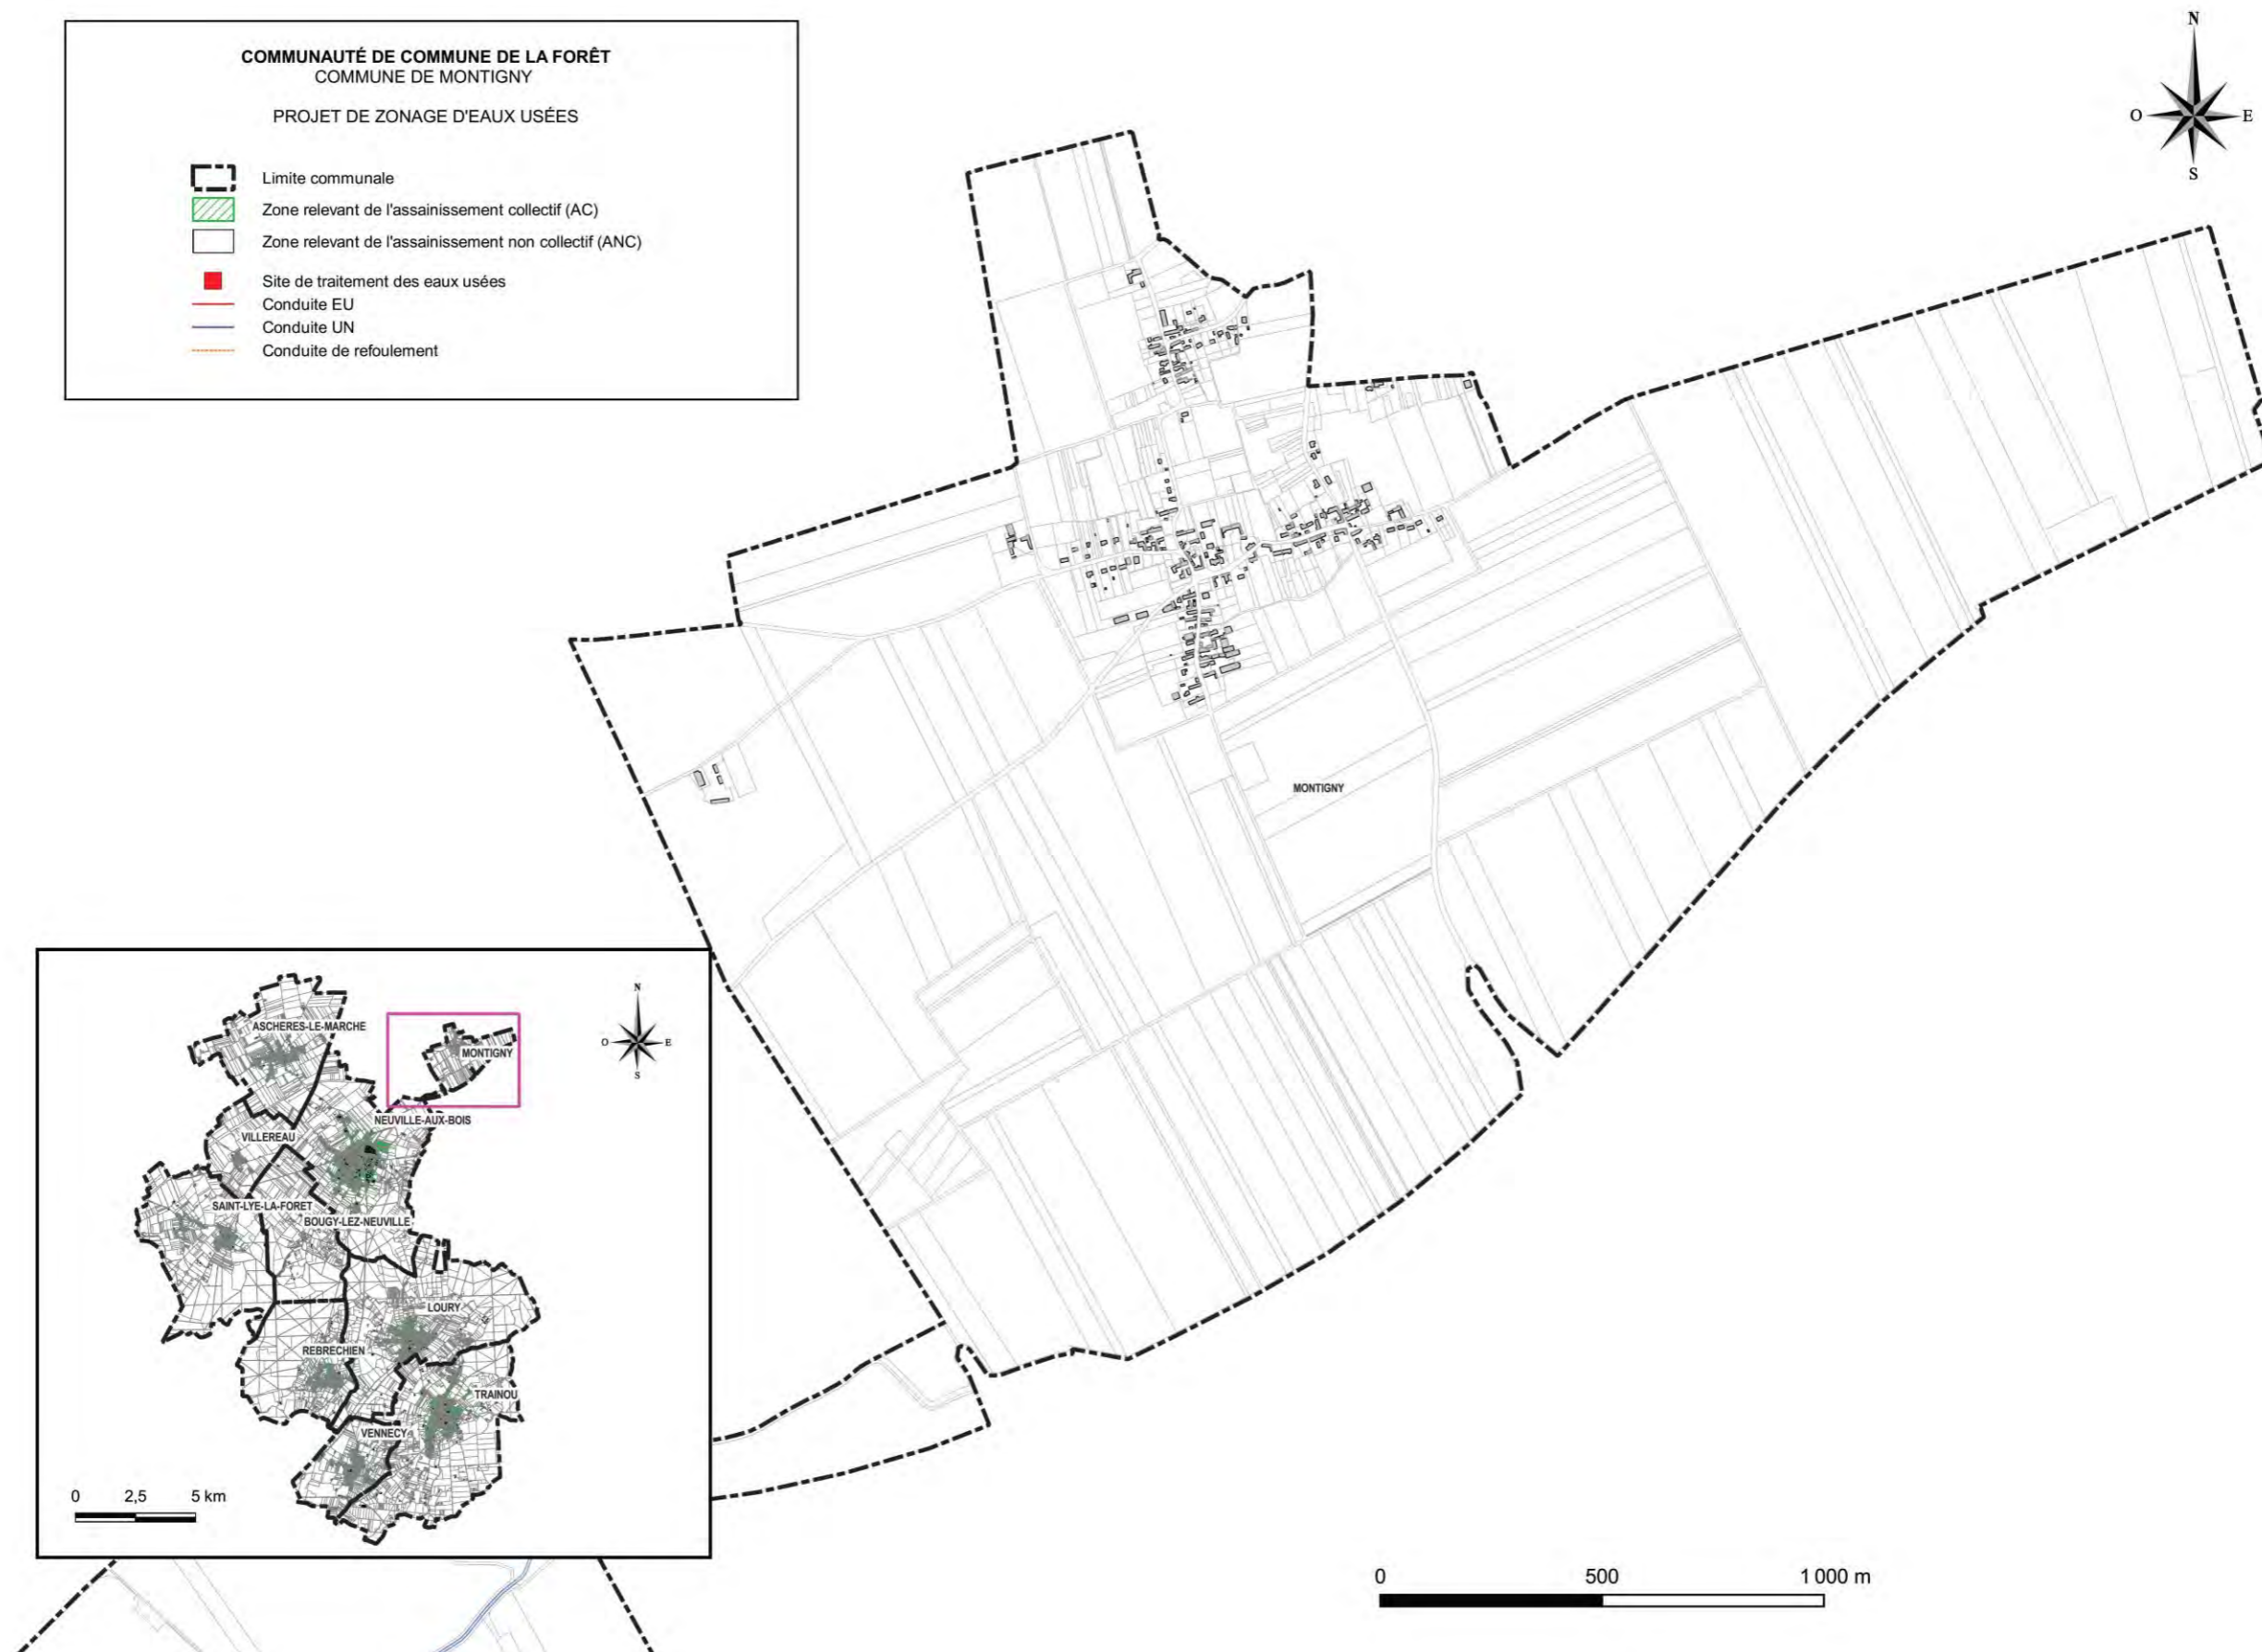 COMMUNAUTÉ DE COMMUNE DE LA FORÊT
COMMUNE DE MONTIGNY
PROJET DE ZONAGE D'EAUX USÉES
Limite communale
Zone relevant de l'assainissement collectif (AC)
Zone relevant de l'assainissement non collectif (ANC)
Site de traitement des eaux usées
Conduite EU
Conduite UN
Conduite de refoulement
N
O E
S
MONTIGNY
N
O E
S
ASCHERES-LE-MARCHE
MONTIGNY
NEUVILLE-AUX-BOIS
VILLEREAU
SAINT-LYE-LA-FORET
BOUGY-LEZ-NEUVILLE
LOURY
REBRECHIEN
TRAINOU
VENNECY
0 2,5 5 km
0 500 1 000 m